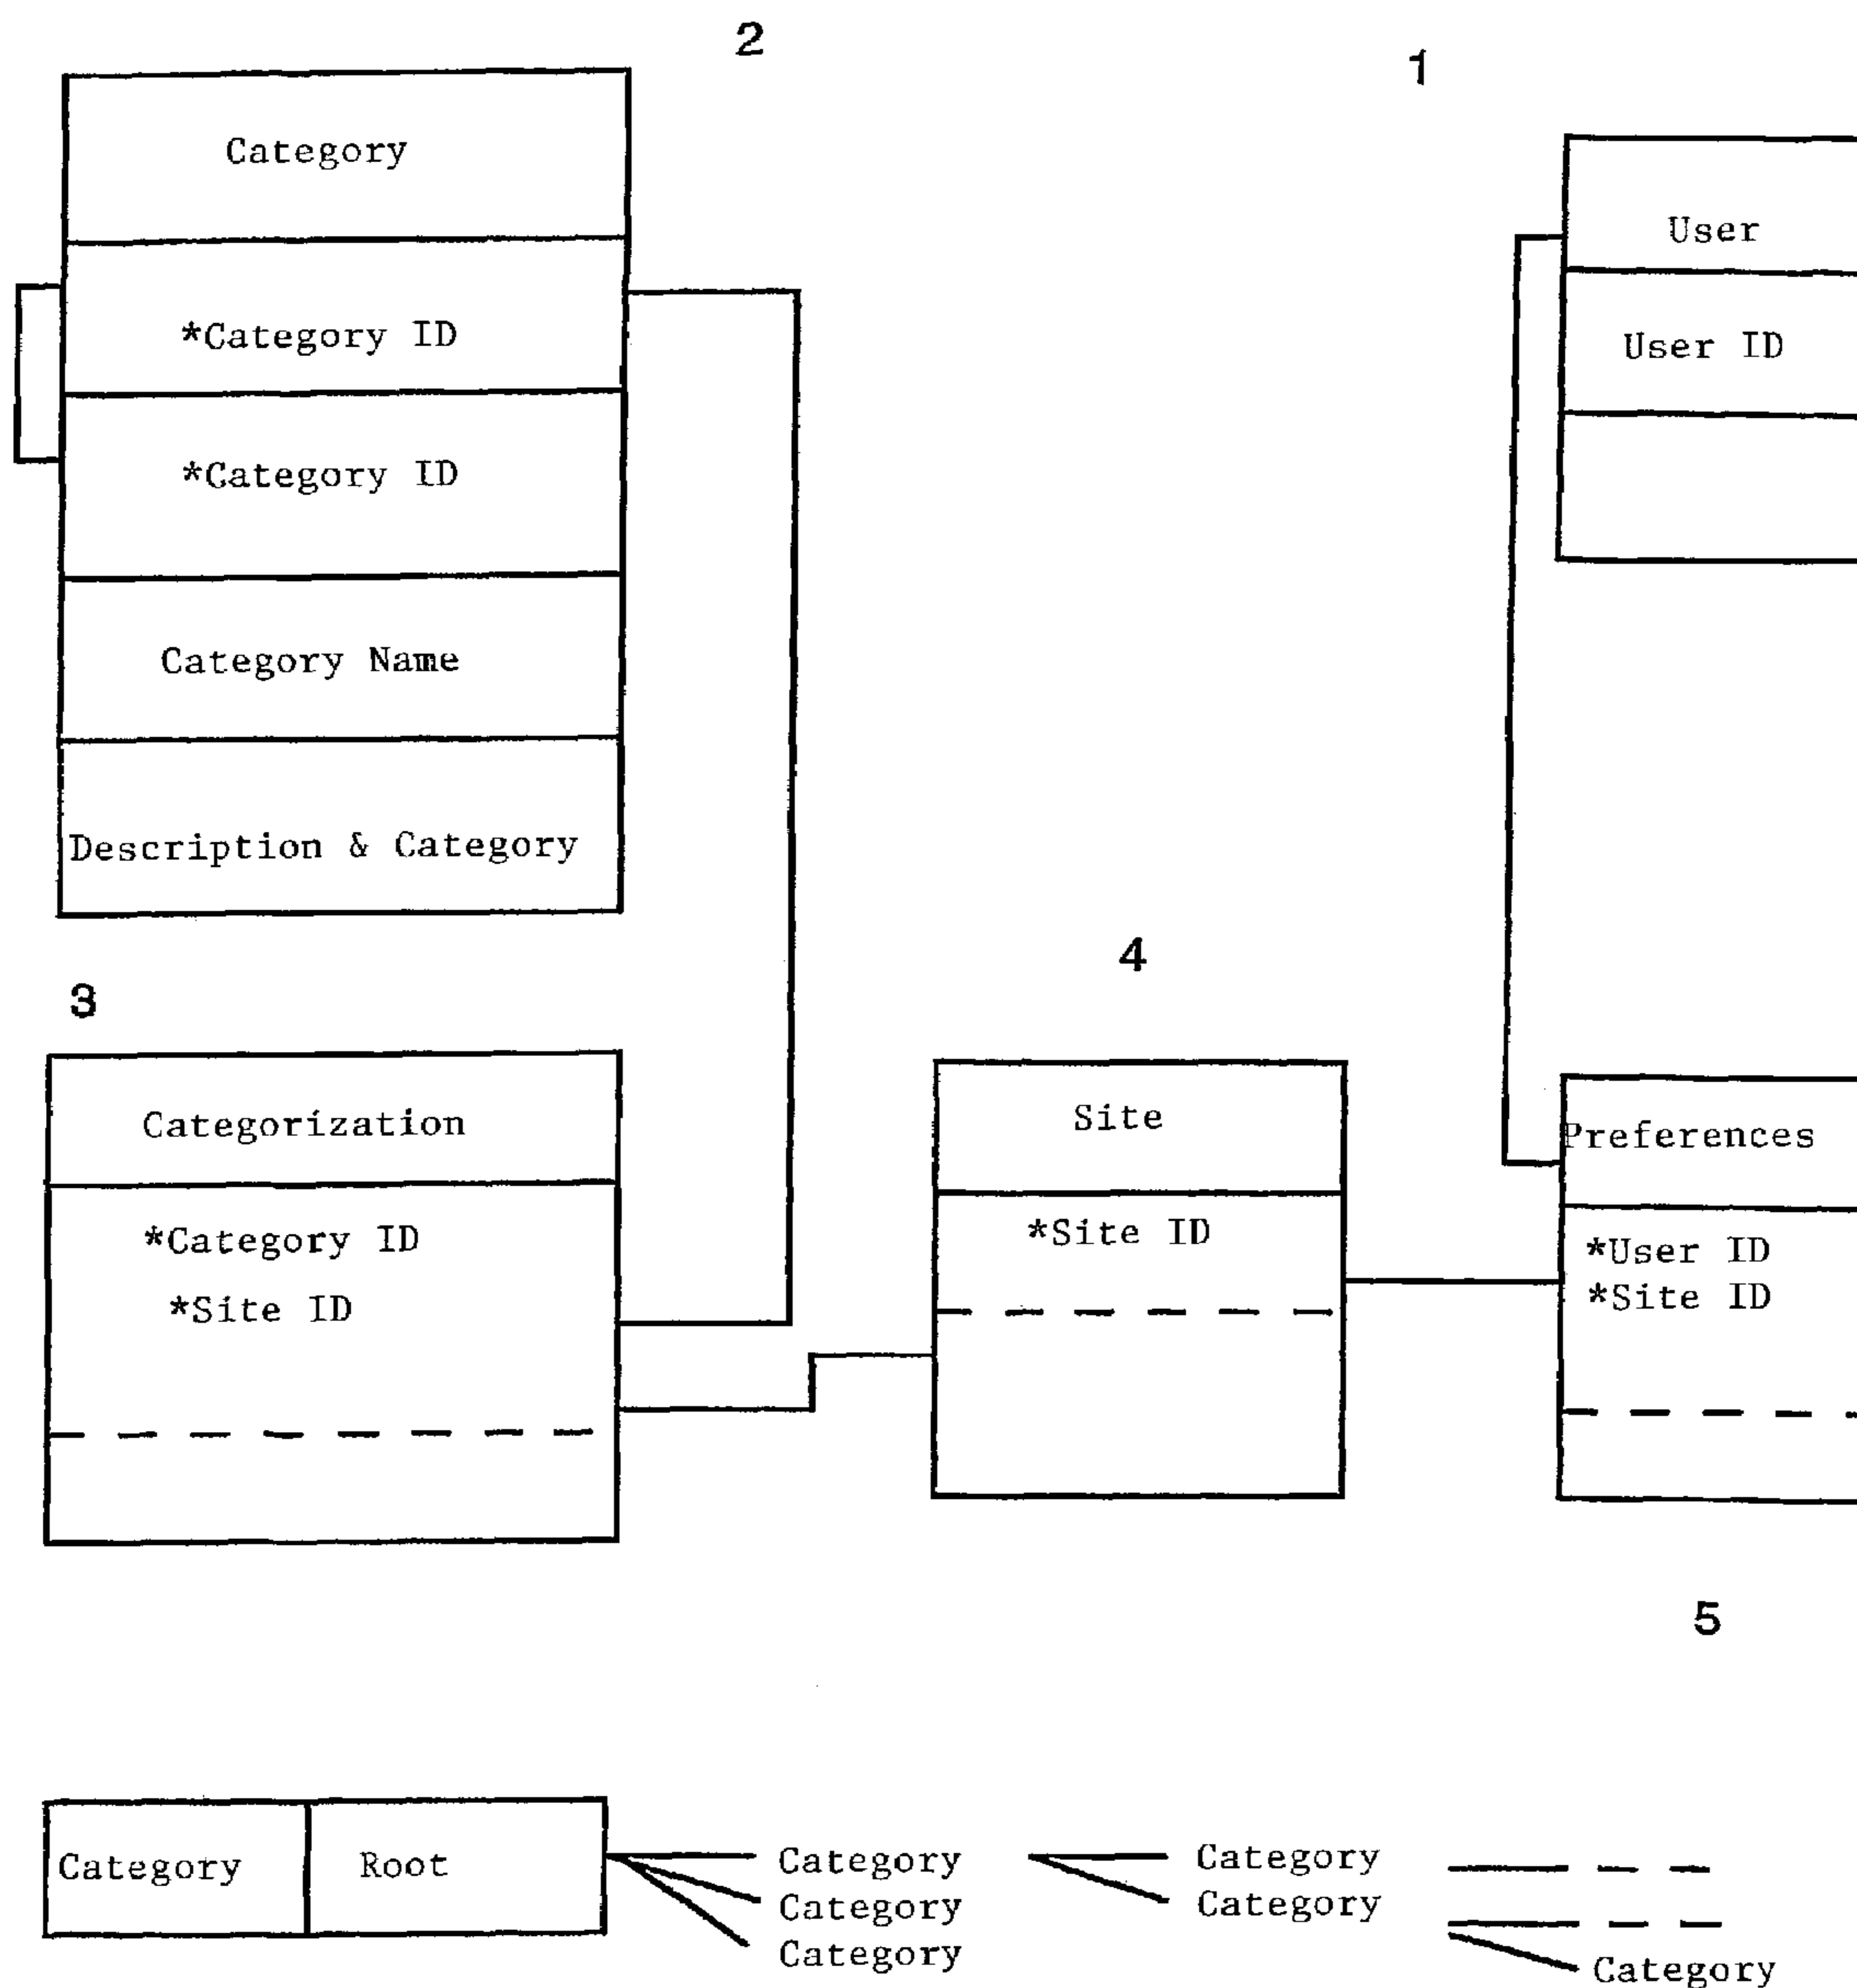 2
Category
*Category ID
*Category ID
Category Name
Description & Category
1
User
User ID
3
Categorization
*Category ID
*Site ID
4
Site
*Site ID
Preferences
*User ID
*Site ID
5
Category Root
Category
Category
Category
Category
Category
Category